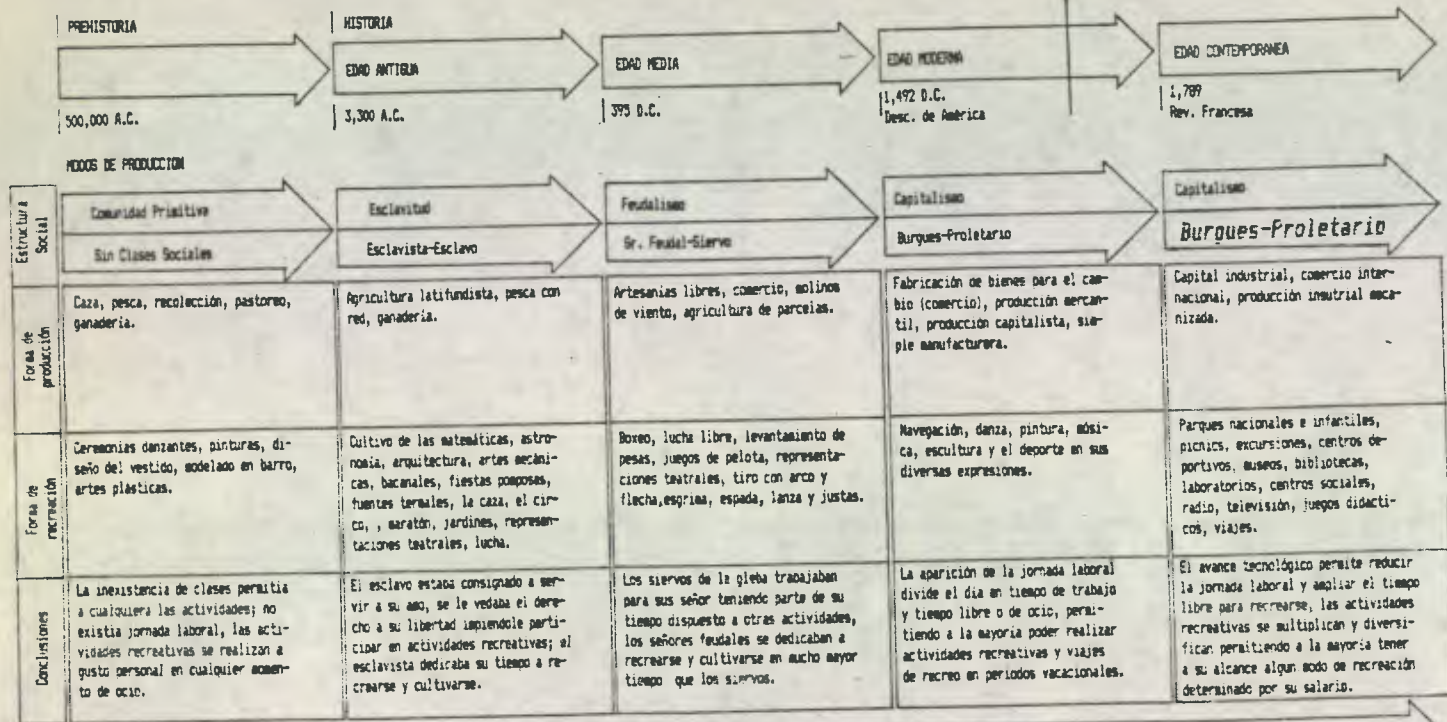 PREHISTORIA
HISTORIA
EDAD ANTIGUA
EDAD MEDIA
EDAD MODERNA
EDAD CONTEMPORANEA
500,000 A.C.
3,300 A.C.
395 D.C.
1,492 D.C.
Desc. de América
1,789
Rev. Francesa
MODOS DE PRODUCCION
Estructura
Social
Comunidad Primitiva
Sin Clases Sociales
Esclavitud
Esclavista-Esclavo
Feudalismo
Sr. Feudal-Siervo
Capitalismo
Burgues-Proletario
Capitalismo
Burgues-Proletario
Forma de
producción
Caza, pesca, recolección, pastoreo,
ganadería.
Agricultura latifundista, pesca con
red, ganadería.
Artesanias libres, comercio, molinos
de viento, agricultura de parcelas.
Fabricación de bienes para el cam-
bio (comercio), producción mercan-
til, producción capitalista, sim-
ple manufacturera.
Capital industrial, comercio inter-
nacional, producción insutrial meca-
nizada.
Forma de
recreación
Ceremonias danzantes, pinturas, di-
seño del vestido, modelado en barro,
artes plásticas.
Cultivo de las matemáticas, astro-
nomía, arquitectura, artes mecáni-
cas, bacanales, fiestas pomposas,
fuentes termales, la caza, el cir-
co, , maratón, jardines, represen-
taciones teatrales, lucha.
Boxeo, lucha libre, levantamiento de
pesas, juegos de pelota, representa-
ciones teatrales, tiro con arco y
flecha,esgrima, espada, lanza y justas.
Navegación, danza, pintura, músi-
ca, escultura y el deporte en sus
diversas expresiones.
Parques nacionales e infantiles,
picnics, excursiones, centros de-
portivos, museos, bibliotecas,
laboratorios, centros sociales,
radio, televisión, juegos didacti-
cos, viajes.
Conclusiones
La inexistencia de clases permitia
a cualquiera las actividades; no
existia jornada laboral, las acti-
vidades recreativas se realizan a
gusto personal en cualquier momen-
to de ocio.
El esclavo estaba consignado a ser-
vir a su amo, se le vedaba el dere-
cho a su libertad impiendole parti-
cipar en actividades recreativas; el
esclavista dedicaba su tiempo a re-
crearse y cultivarse.
Los siervos de la gleba trabajaban
para sus señor teniendo parte de su
tiempo dispuesto a otras actividades,
los señores feudales se dedicaban a
recrearse y cultivarse en mucho mayor
tiempo que los siervos.
La aparición de la jornada laboral
divide el dia en tiempo de trabajo
y tiempo libre o de ocio, permi-
tiendo a la mayoría poder realizar
actividades recreativas y viajes
de recreo en periodos vacacionales.
El avance tecnológico permite reducir
la jornada laboral y ampliar el tiempo
libre para recrearse, las actividades
recreativas se multiplican y diversi-
fican permitiendo a la mayoría tener
a su alcance algun modo de recreación
determinado por su salario.